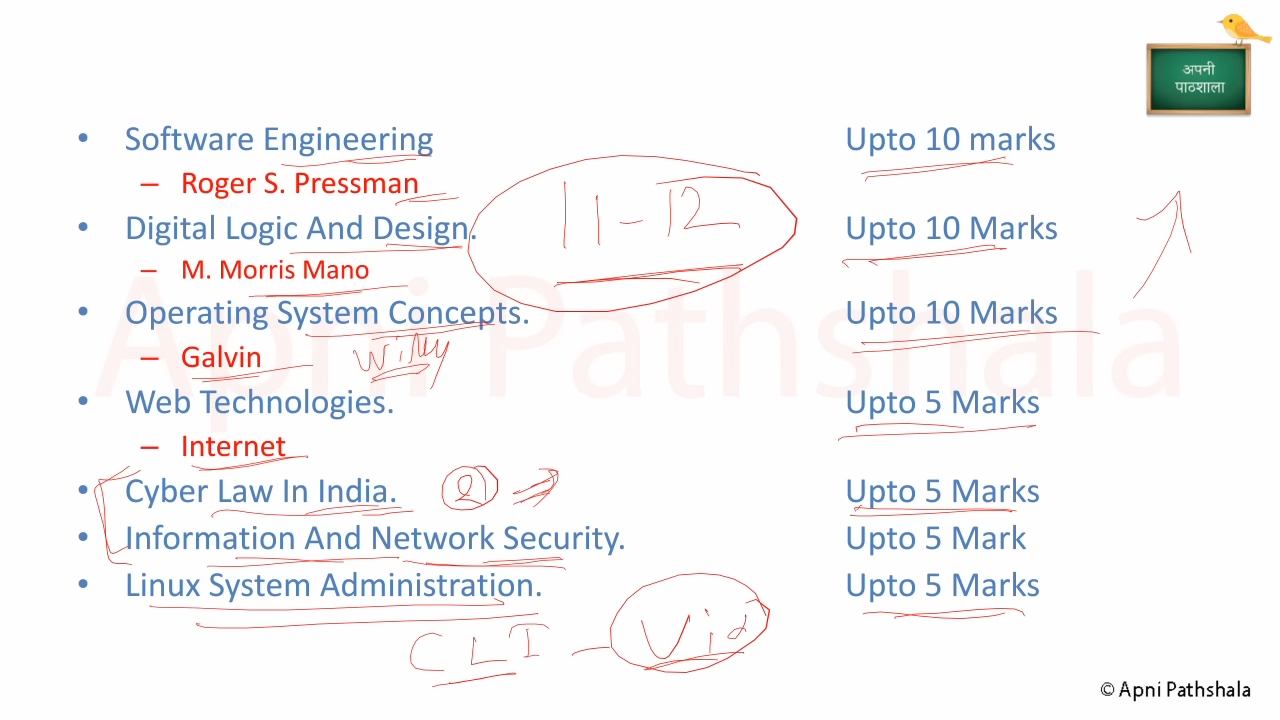 अपनी
पाठशाला
• Software Engineering Upto 10 marks
– Roger S. Pressman
11-12
• Digital Logic And Design. Upto 10 Marks
– M. Morris Mano
• Operating System Concepts. Upto 10 Marks
– Galvin
• Web Technologies. Upto 5 Marks
– Internet
• Cyber Law In India. Upto 5 Marks
• Information And Network Security. Upto 5 Mark
• Linux System Administration. Upto 5 Marks
CLI
Apni Pathshala
© Apni Pathshala